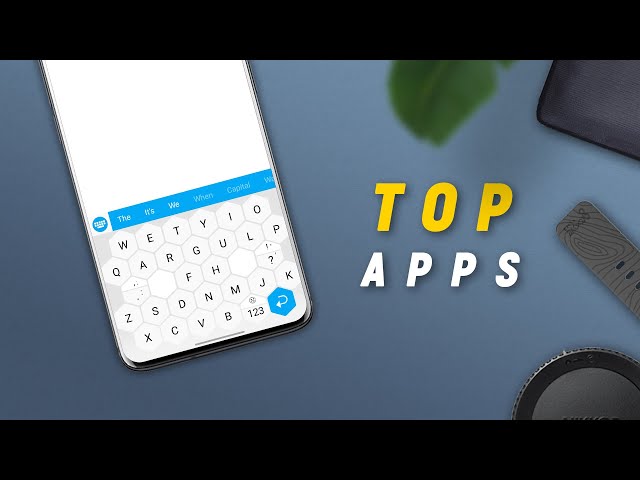 TOP
APPS
The It's We When Capital
W E T Y I O
Q A R G U L P
F H !, ?
Z S D N M J K
X C V B 123